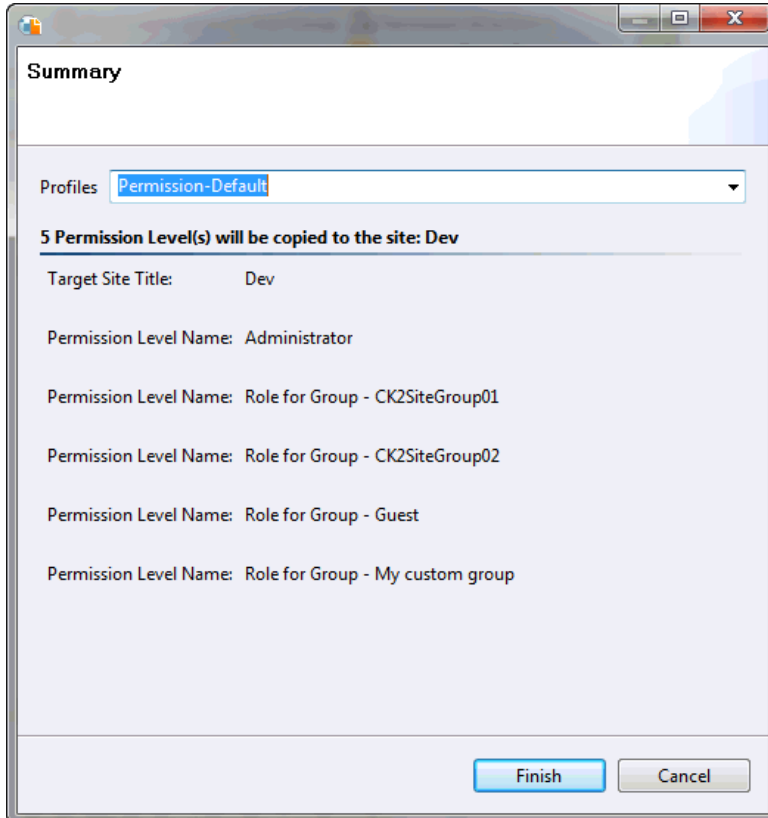 Summary
Profiles Permission-Default
5 Permission Level(s) will be copied to the site: Dev
Target Site Title: Dev
Permission Level Name: Administrator
Permission Level Name: Role for Group - CK2SiteGroup01
Permission Level Name: Role for Group - CK2SiteGroup02
Permission Level Name: Role for Group - Guest
Permission Level Name: Role for Group - My custom group
Finish Cancel